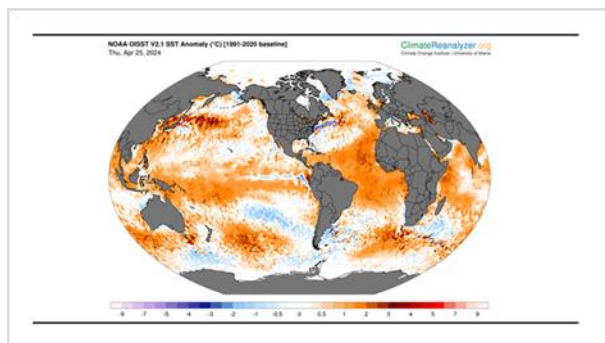 NOAA OISST V2.1 SST Anomaly (°C) [1991-2020 baseline]
Thu, Apr 25, 2024
ClimateReanalyzer.org
Climate Change Institute | University of Maine
-9 -7 -5 -4 -3 -2 -1 -0.5 0 0.5 1 2 3 4 5 7 9